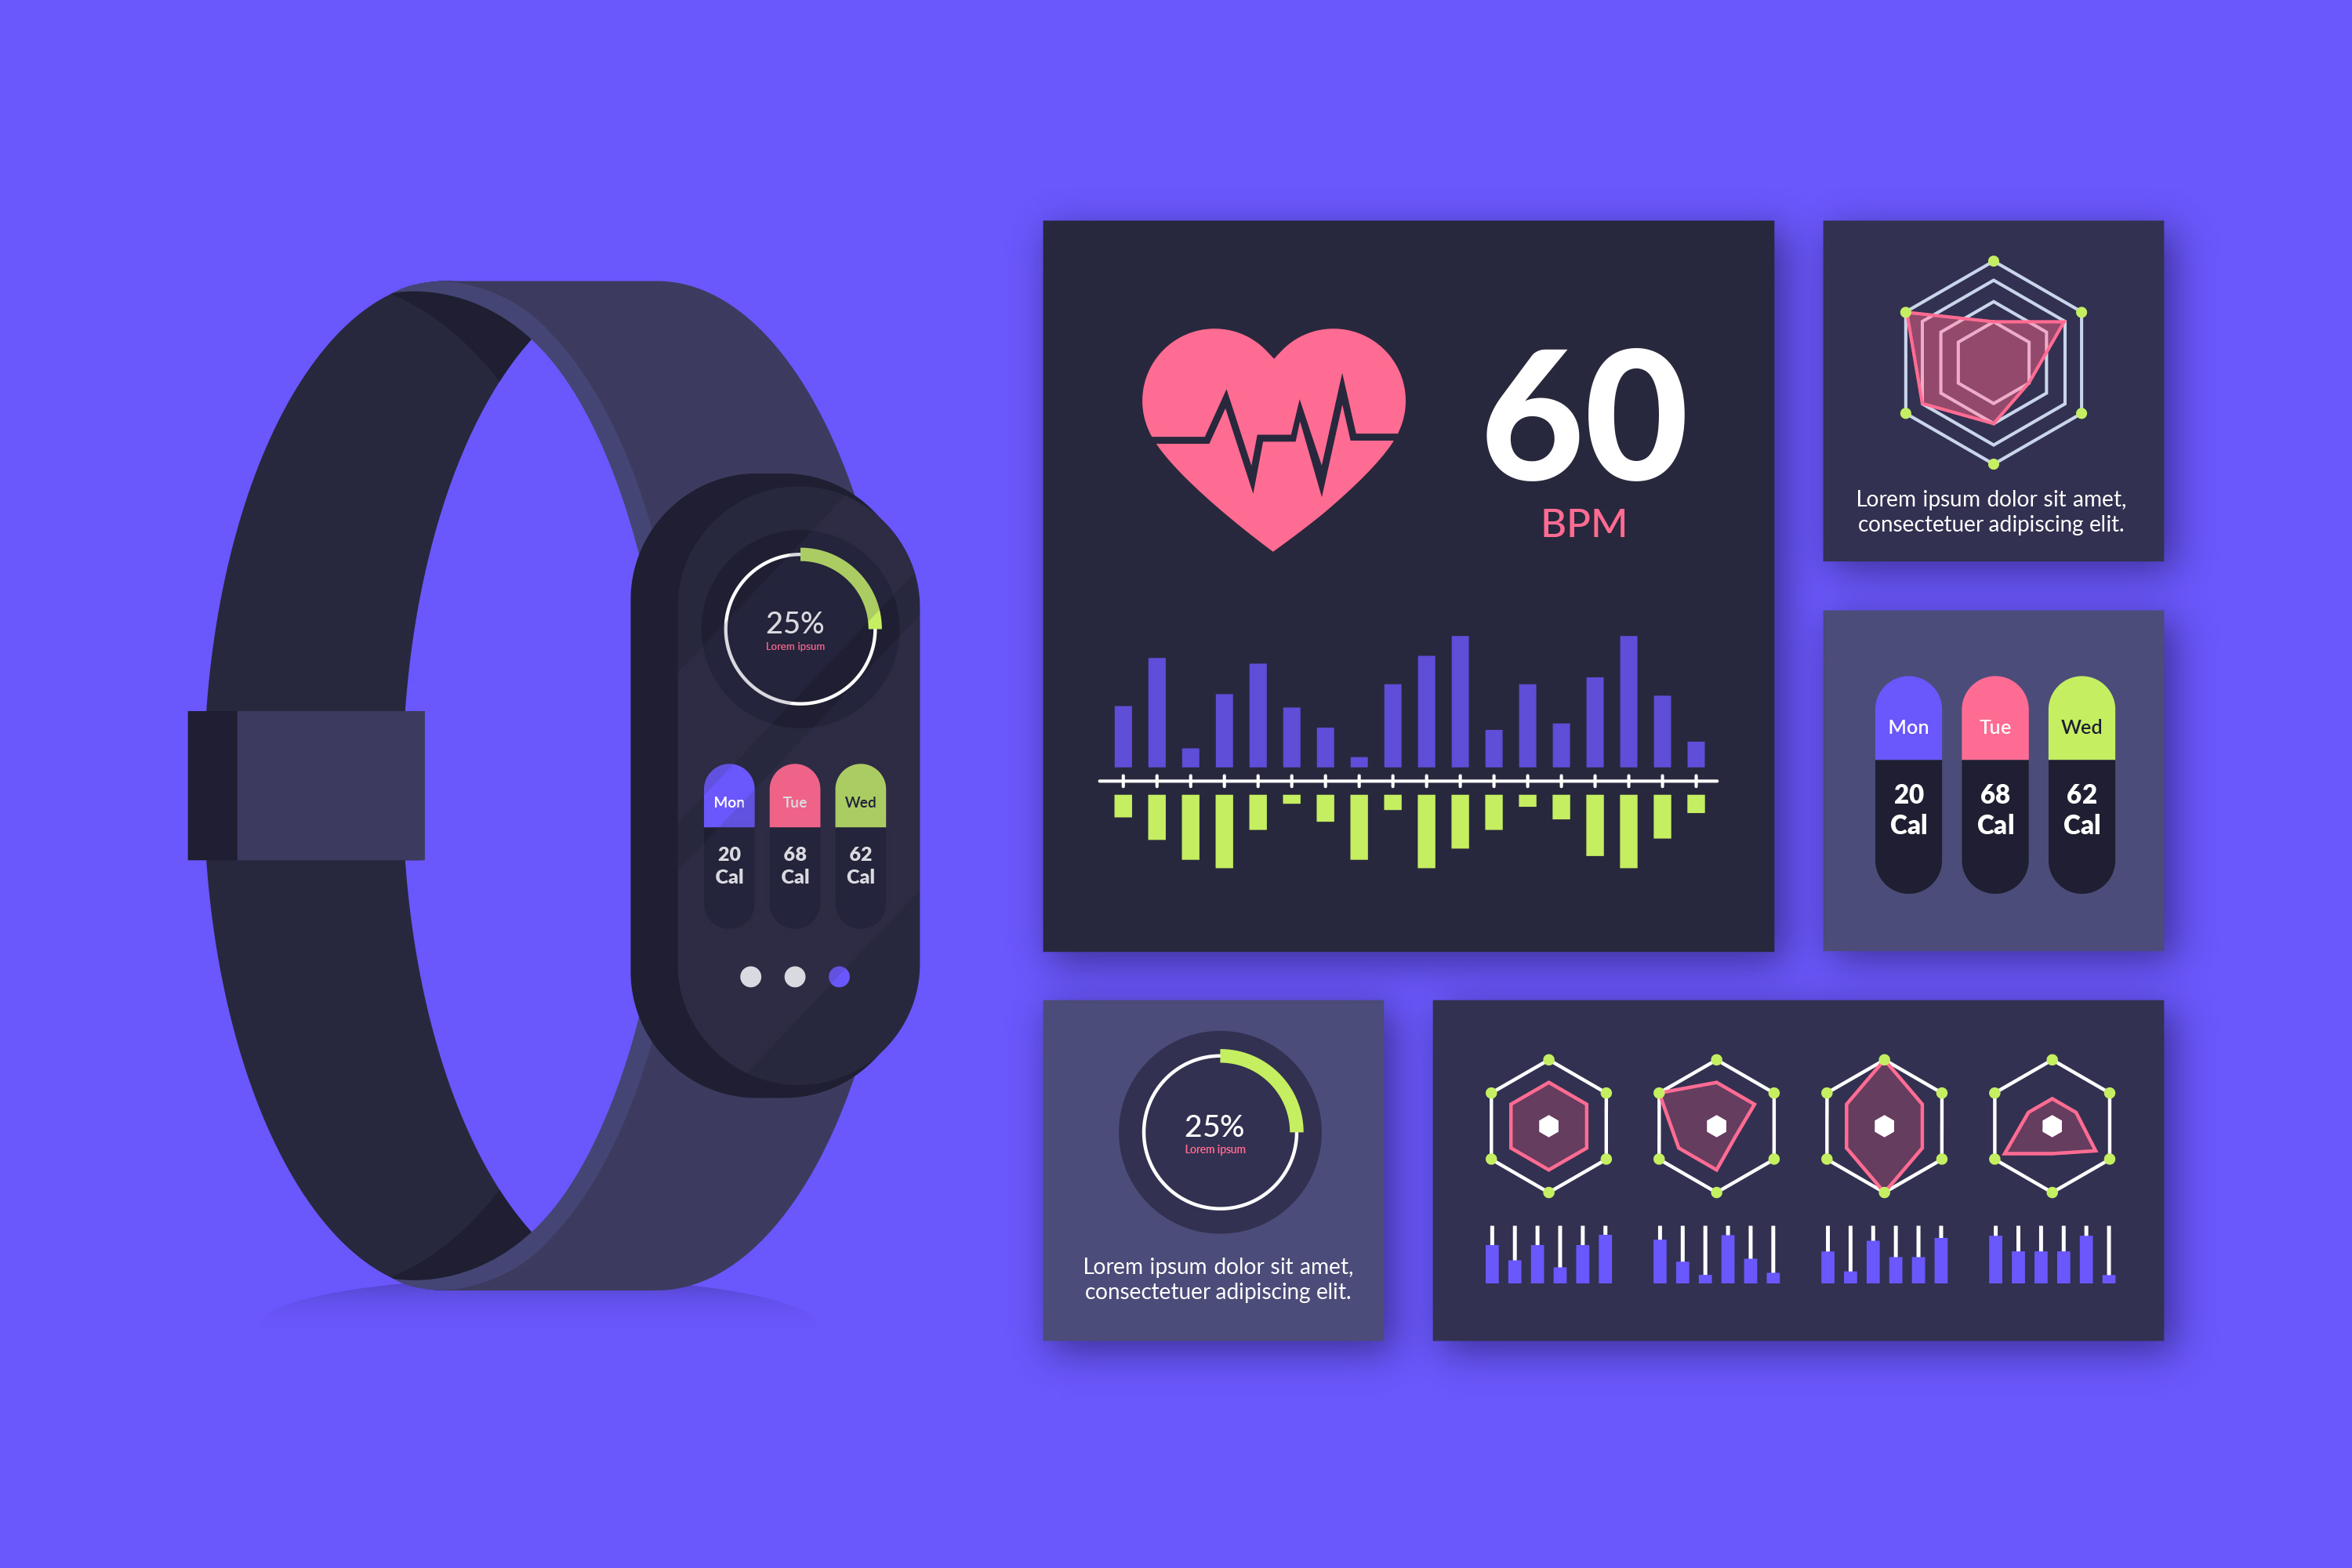 25%
Lorem ipsum
Mon Tue Wed
20 68 62
Cal Cal Cal
60
BPM
Lorem ipsum dolor sit amet,
consectetuer adipiscing elit.
Mon Tue Wed
20 68 62
Cal Cal Cal
25%
Lorem ipsum
Lorem ipsum dolor sit amet,
consectetuer adipiscing elit.